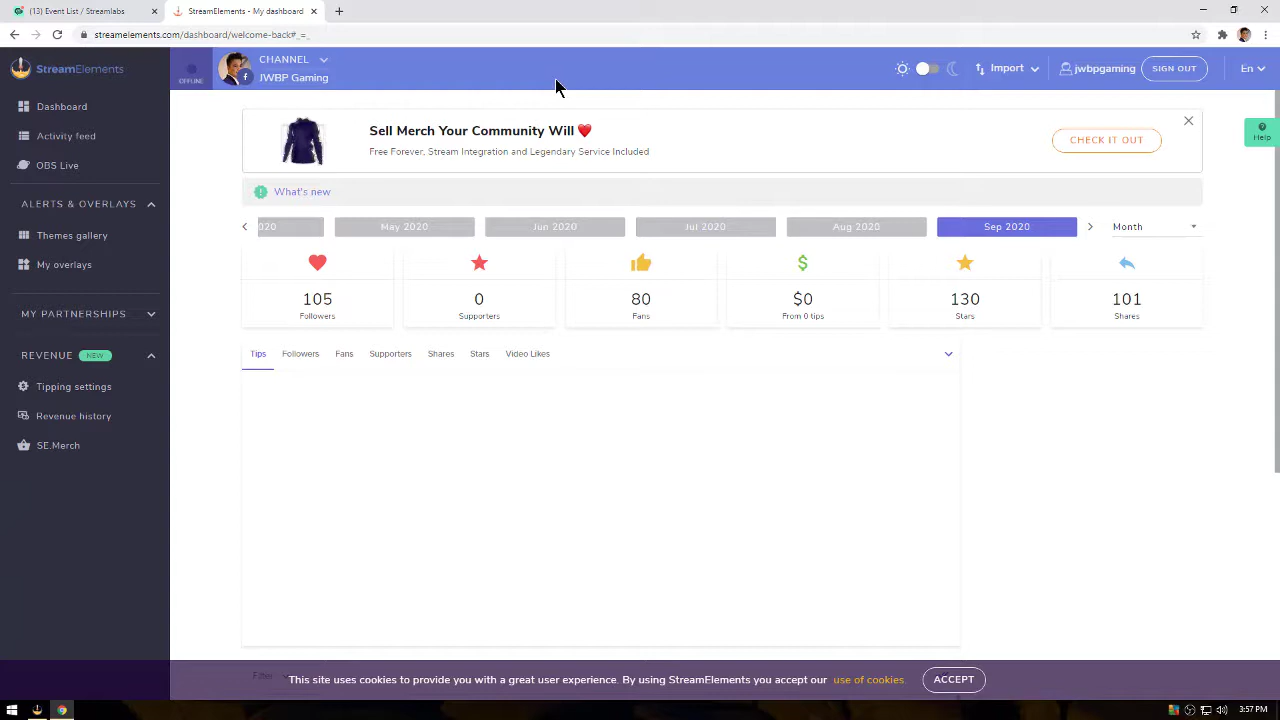 (13) Event List / Streamlabs
StreamElements - My dashboard
streamelements.com/dashboard/welcome-back#_=_
StreamElements
OFFLINE
CHANNEL
JWBP Gaming
Import
jwbpgaming
SIGN OUT
En
Dashboard
Activity feed
OBS Live
ALERTS & OVERLAYS
Themes gallery
My overlays
MY PARTNERSHIPS
REVENUE NEW
Tipping settings
Revenue history
SE.Merch
Sell Merch Your Community Will
Free Forever, Stream Integration and Legendary Service Included
CHECK IT OUT
Help
What's new
020 May 2020 Jun 2020 Jul 2020 Aug 2020 Sep 2020 Month
105 0 80 $0 130 101
Followers Supporters Fans From 0 tips Stars Shares
Tips Followers Fans Supporters Shares Stars Video Likes
Filter
This site uses cookies to provide you with a great user experience. By using StreamElements you accept our use of cookies.
ACCEPT
3:57 PM